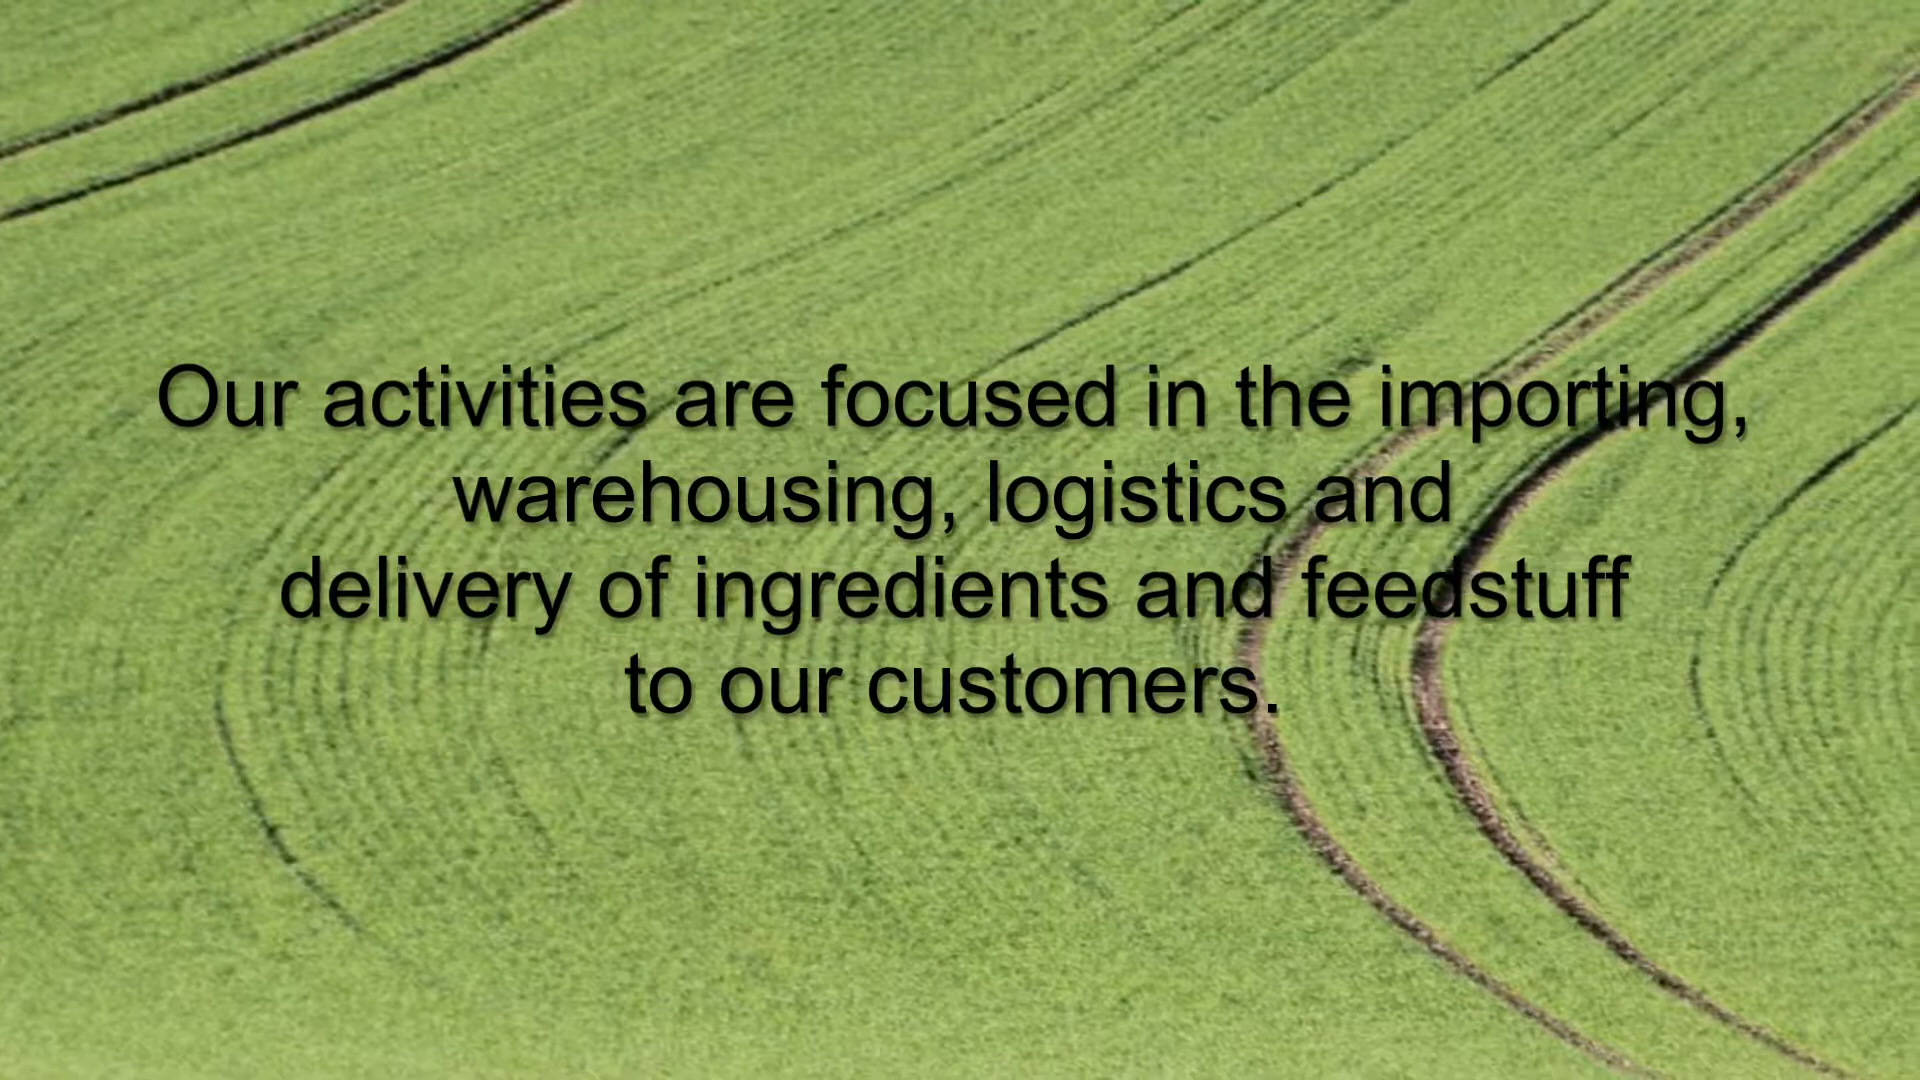 Our activities are focused in the importing,
warehousing, logistics and
delivery of ingredients and feedstuff
to our customers.